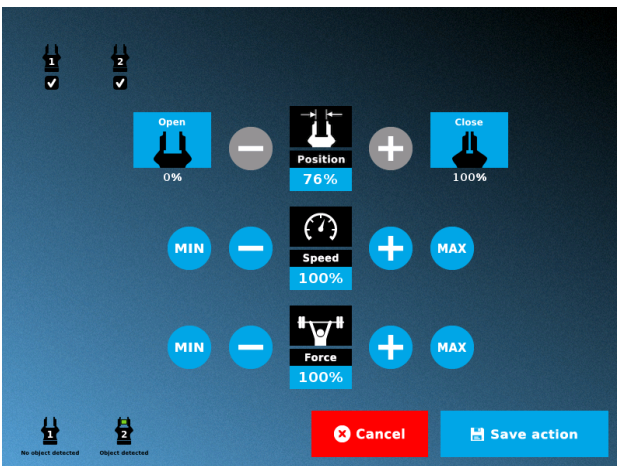 1
2
Open
Close
Position
0%
76%
100%
MIN
Speed
MAX
100%
MIN
Force
MAX
100%
1
2
No object detected
Object detected
Cancel
Save action